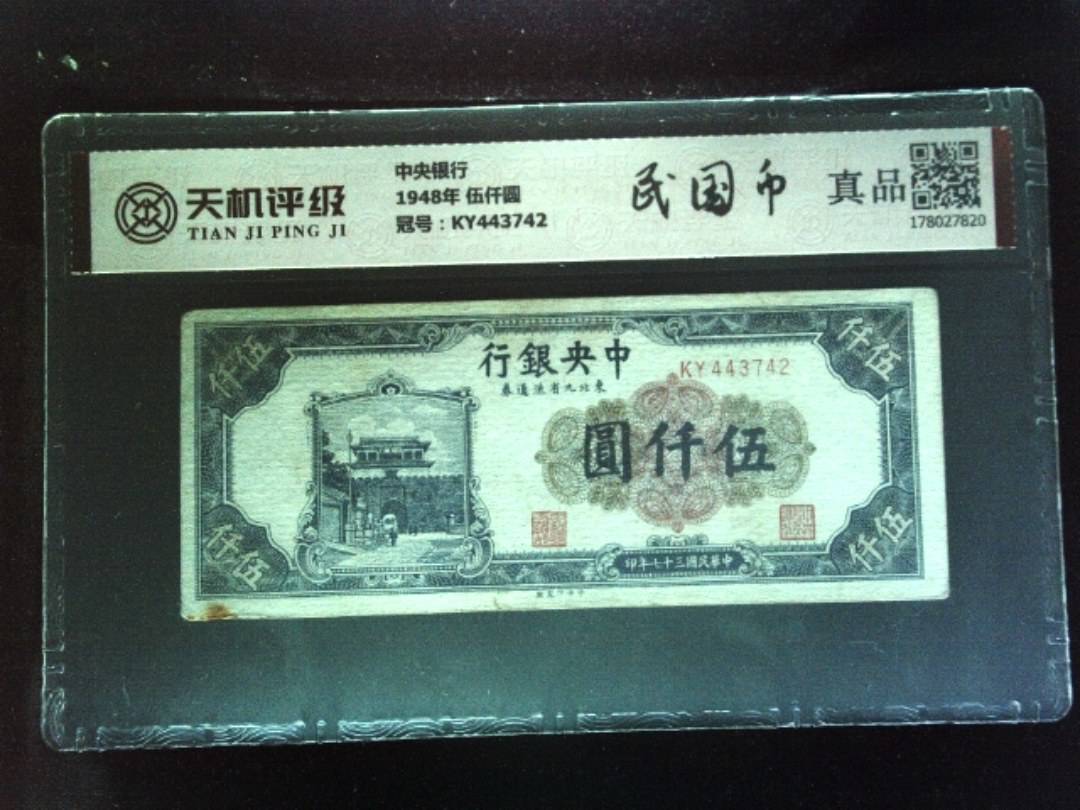 天机评级
TIAN JI PING JI
中央银行
1948年 伍仟圆
冠号：KY443742
民国币
真品
178027820
行銀央中
KY443742
券通流省九北東
圓仟伍
仟伍
仟伍
仟伍
仟伍
印年七十三國民華中